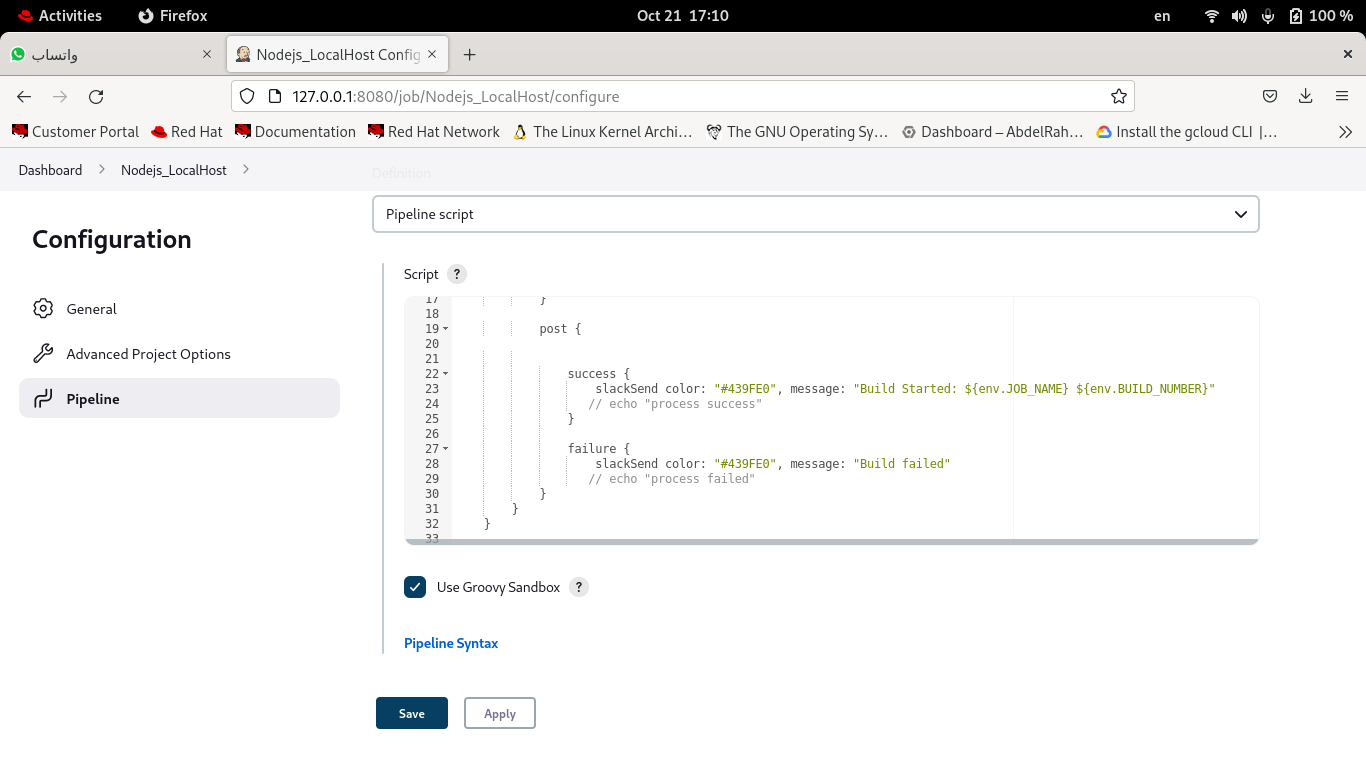 Activities Firefox Oct 21 17:10 en 100 %
واتساب Nodejs_LocalHost Config
127.0.0.1:8080/job/Nodejs_LocalHost/configure
Customer Portal Red Hat Documentation Red Hat Network The Linux Kernel Archi… The GNU Operating Sy… Dashboard – AbdelRah… Install the gcloud CLI |…
Dashboard Nodejs_LocalHost
Definition
Pipeline script
Configuration
General
Advanced Project Options
Pipeline
Script ?
17 }
18
19 post {
20
21
22 success {
23 slackSend color: "#439FE0", message: "Build Started: ${env.JOB_NAME} ${env.BUILD_NUMBER}"
24 // echo "process success"
25 }
26
27 failure {
28 slackSend color: "#439FE0", message: "Build failed"
29 // echo "process failed"
30 }
31 }
32 }
33
Use Groovy Sandbox ?
Pipeline Syntax
Save Apply